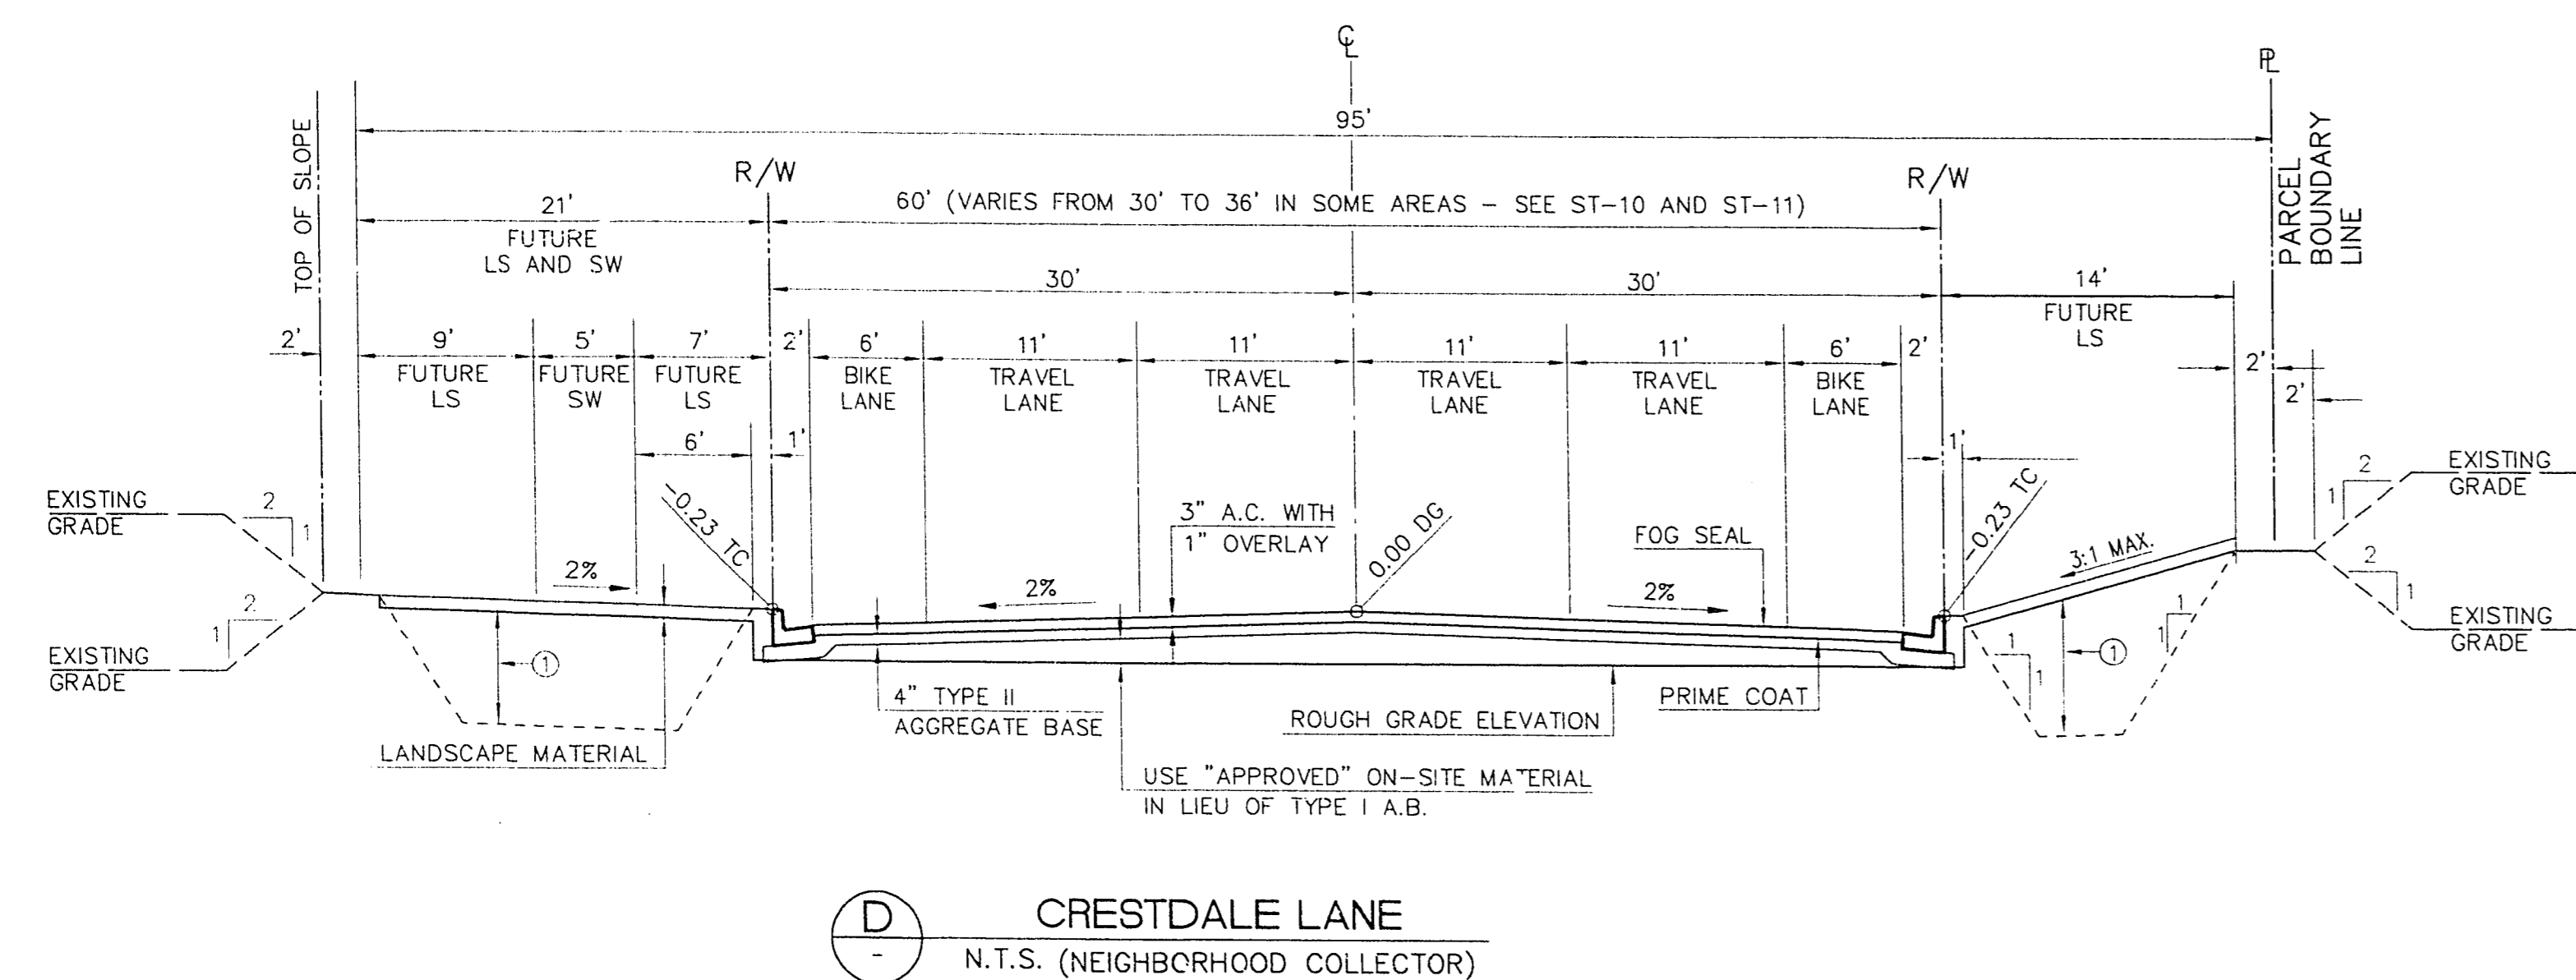 ℄
PL
95'
TOP OF SLOPE
PARCEL
BOUNDARY
LINE
R/W
R/W
21'
FUTURE
LS AND SW
60' (VARIES FROM 30' TO 36' IN SOME AREAS – SEE ST–10 AND ST–11)
30'
30'
14'
FUTURE
LS
2'
9'
FUTURE
LS
5'
FUTURE
SW
7'
FUTURE
LS
2'
6'
BIKE
LANE
11'
TRAVEL
LANE
11'
TRAVEL
LANE
11'
TRAVEL
LANE
11'
TRAVEL
LANE
6'
BIKE
LANE
2'
2'
2'
6'
1'
1'
EXISTING
GRADE
2
1
-0.23 TC
3" A.C. WITH
1" OVERLAY
0.00 DG
FOG SEAL
-0.23 TC
3:1 MAX.
2
1
EXISTING
GRADE
2%
2%
2%
EXISTING
GRADE
2
1
1
1
1
1
1
1
2
1
EXISTING
GRADE
LANDSCAPE MATERIAL
4" TYPE II
AGGREGATE BASE
ROUGH GRADE ELEVATION
PRIME COAT
USE "APPROVED" ON–SITE MATERIAL
IN LIEU OF TYPE I A.B.
D
-
CRESTDALE LANE
N.T.S. (NEIGHBORHOOD COLLECTOR)